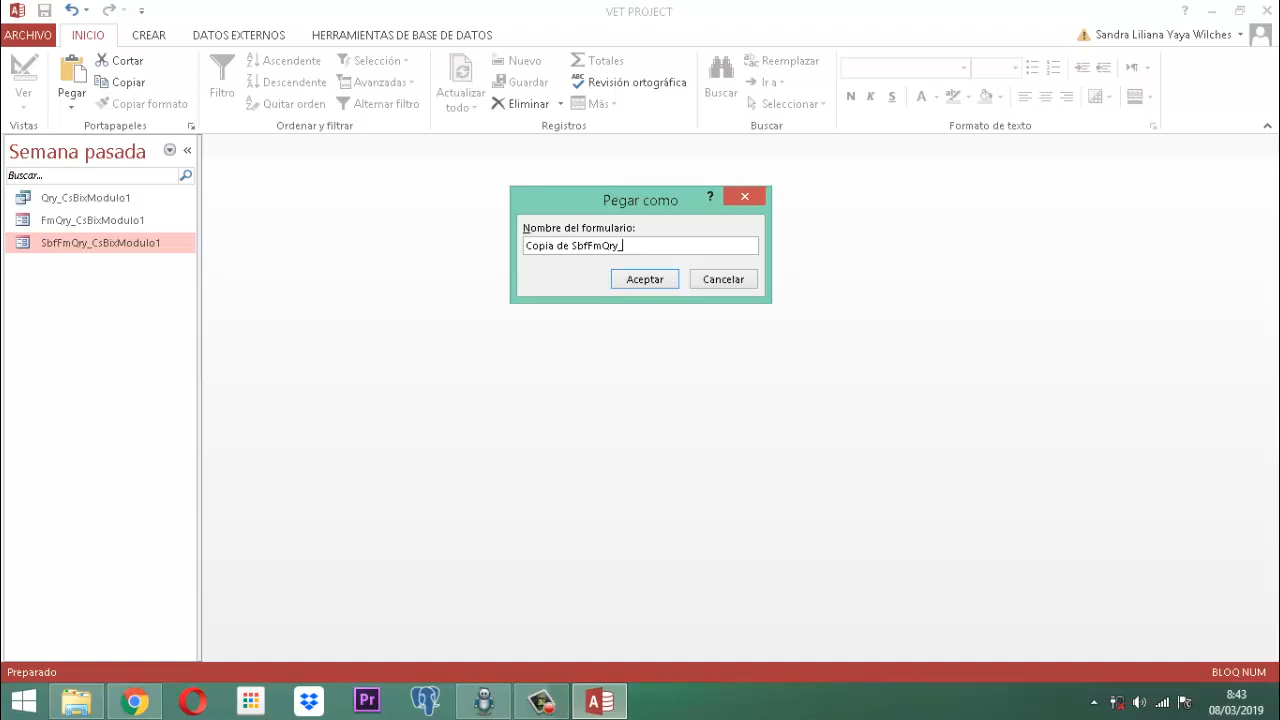 VET PROJECT
?
ARCHIVO INICIO CREAR DATOS EXTERNOS HERRAMIENTAS DE BASE DE DATOS Sandra Liliana Yaya Wilches
Ver
Pegar
Cortar
Copiar
Copiar formato
Filtro
Ascendente
Descendente
Quitar orden
Selección
Avanzadas
Alternar filtro
Actualizar
todo
Nuevo
Guardar
Eliminar
Totales
Revisión ortográfica
Más
Buscar
Reemplazar
Ir a
Seleccionar
N K S A
Vistas Portapapeles Ordenar y filtrar Registros Buscar Formato de texto
Semana pasada
Buscar...
Qry_CsBixModulo1
FmQry_CsBixModulo1
SbfFmQry_CsBixModulo1
Pegar como ?
Nombre del formulario:
Copia de SbfFmQry_
Aceptar Cancelar
Preparado BLOQ NUM
Pr
8:43
08/03/2019